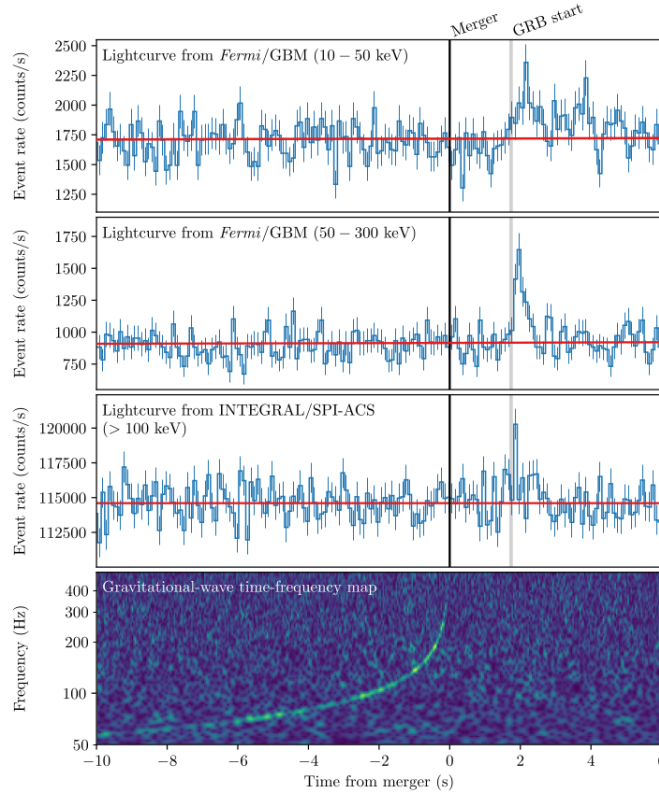 Merger
GRB start
Lightcurve from Fermi/GBM (10 − 50 keV)
Event rate (counts/s)
2500
2250
2000
1750
1500
1250
Lightcurve from Fermi/GBM (50 − 300 keV)
Event rate (counts/s)
1750
1500
1250
1000
750
Lightcurve from INTEGRAL/SPI-ACS
(> 100 keV)
Event rate (counts/s)
120000
117500
115000
112500
Gravitational-wave time-frequency map
Frequency (Hz)
400
300
200
100
50
−10
−8
−6
−4
−2
0
2
4
6
Time from merger (s)